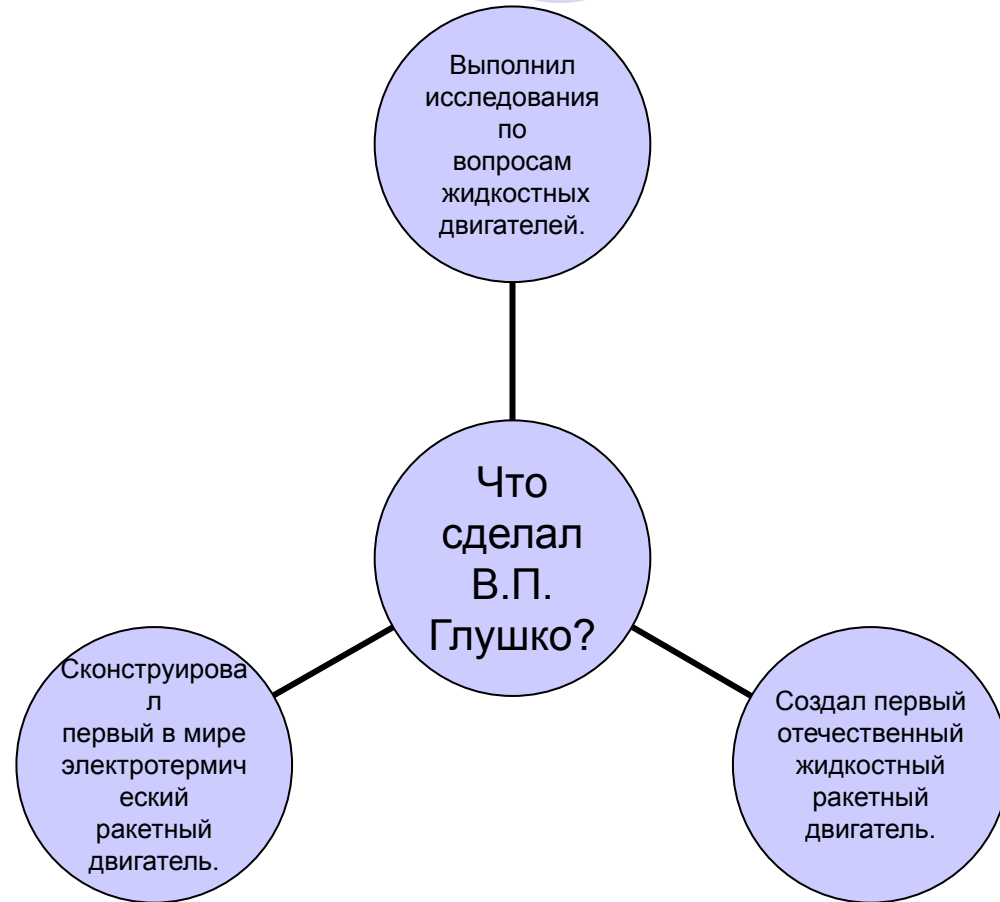 Выполнил
исследования
по
вопросам
жидкостных
двигателей.
Что
сделал
В.П.
Глушко?
Сконструирова
л
первый в мире
электротермич
еский
ракетный
двигатель.
Создал первый
отечественный
жидкостный
ракетный
двигатель.